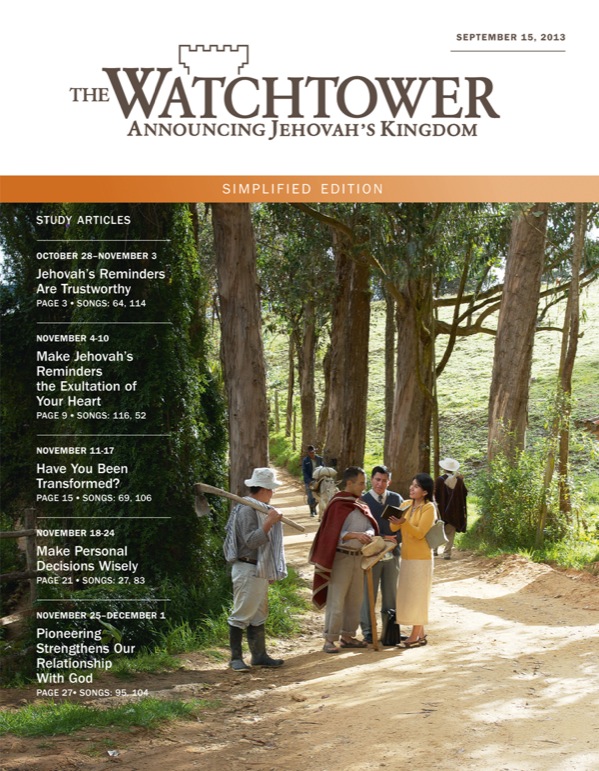 SEPTEMBER 15, 2013
THE WATCHTOWER
ANNOUNCING JEHOVAH'S KINGDOM
SIMPLIFIED EDITION
STUDY ARTICLES
OCTOBER 28–NOVEMBER 3
Jehovah's Reminders
Are Trustworthy
PAGE 3 • SONGS: 64, 114
NOVEMBER 4-10
Make Jehovah's
Reminders
the Exultation of
Your Heart
PAGE 9 • SONGS: 116, 52
NOVEMBER 11-17
Have You Been
Transformed?
PAGE 15 • SONGS: 69, 106
NOVEMBER 18-24
Make Personal
Decisions Wisely
PAGE 21 • SONGS: 27, 83
NOVEMBER 25–DECEMBER 1
Pioneering
Strengthens Our
Relationship
With God
PAGE 27• SONGS: 95, 104